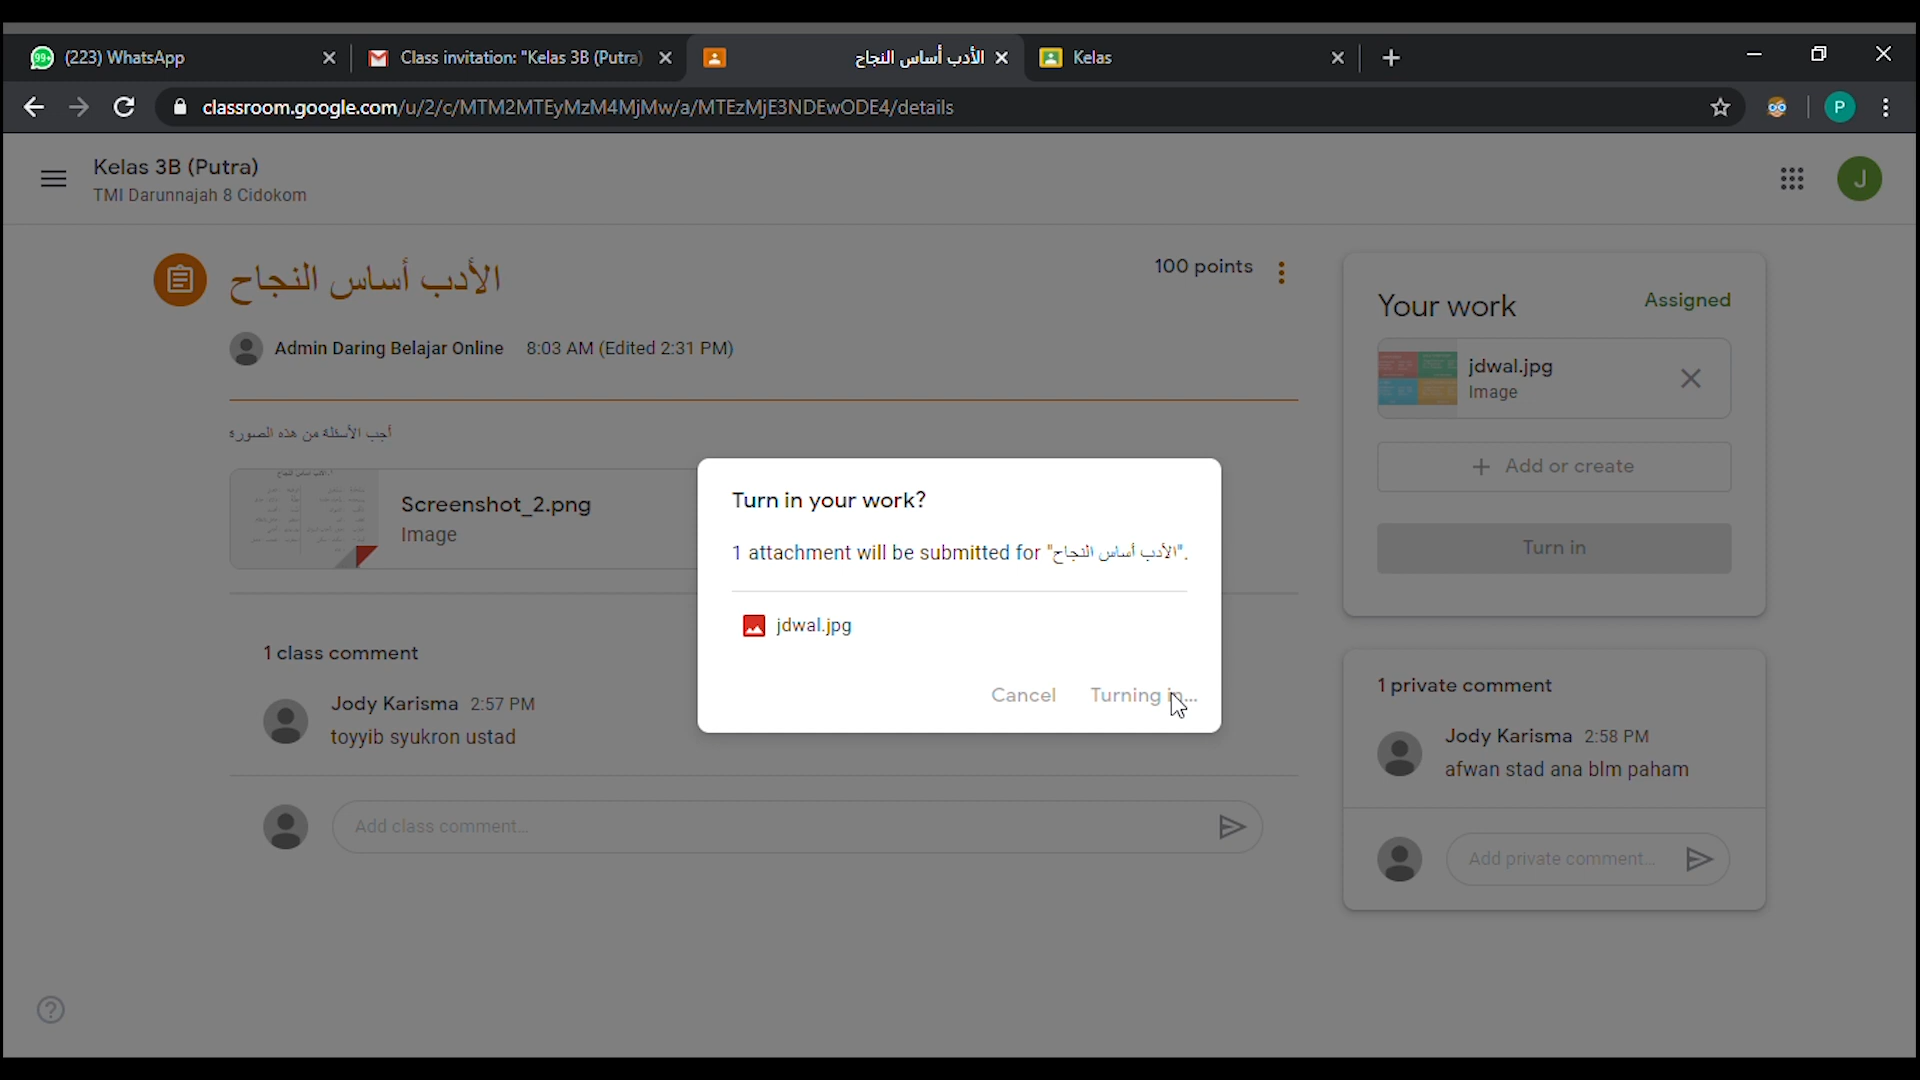 (223) WhatsApp
Class invitation: "Kelas 3B (Putra)
الأدب أساس النجاح
Kelas
classroom.google.com/u/2/c/MTM2MTEyMzM4MjMw/a/MTEzMjE3NDEwODE4/details
P
Kelas 3B (Putra)
TMI Darunnajah 8 Cidokom
J
الأدب أساس النجاح
100 points
Admin Daring Belajar Online 8:03 AM (Edited 2:31 PM)
أجب الأسئلة من هذه الصورة
Screenshot_2.png
Image
1 class comment
Jody Karisma 2:57 PM
toyyib syukron ustad
Add class comment...
Your work
Assigned
jdwal.jpg
Image
+ Add or create
Turn in
1 private comment
Jody Karisma 2:58 PM
afwan stad ana blm paham
Add private comment...
Turn in your work?
1 attachment will be submitted for "الأدب أساس النجاح".
jdwal.jpg
Cancel
Turning in...